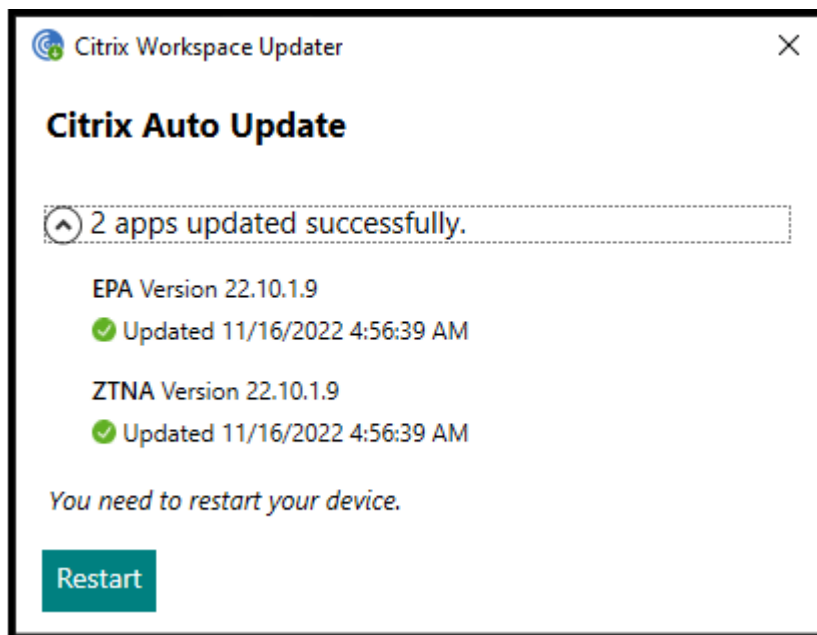 Citrix Workspace Updater
Citrix Auto Update
2 apps updated successfully.
EPA Version 22.10.1.9
Updated 11/16/2022 4:56:39 AM
ZTNA Version 22.10.1.9
Updated 11/16/2022 4:56:39 AM
You need to restart your device.
Restart